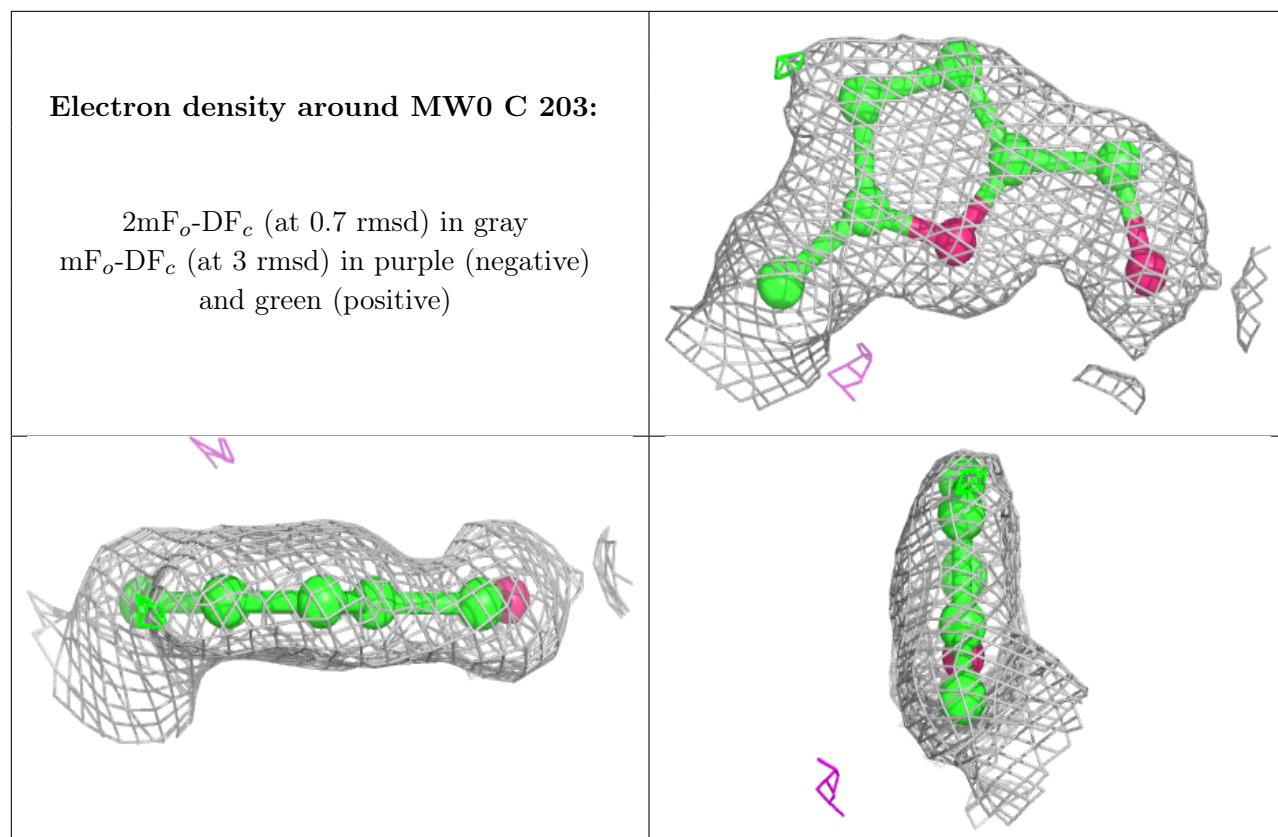 Electron density around MW0 C 203:
2mFo-DFc (at 0.7 rmsd) in gray
mFo-DFc (at 3 rmsd) in purple (negative)
and green (positive)